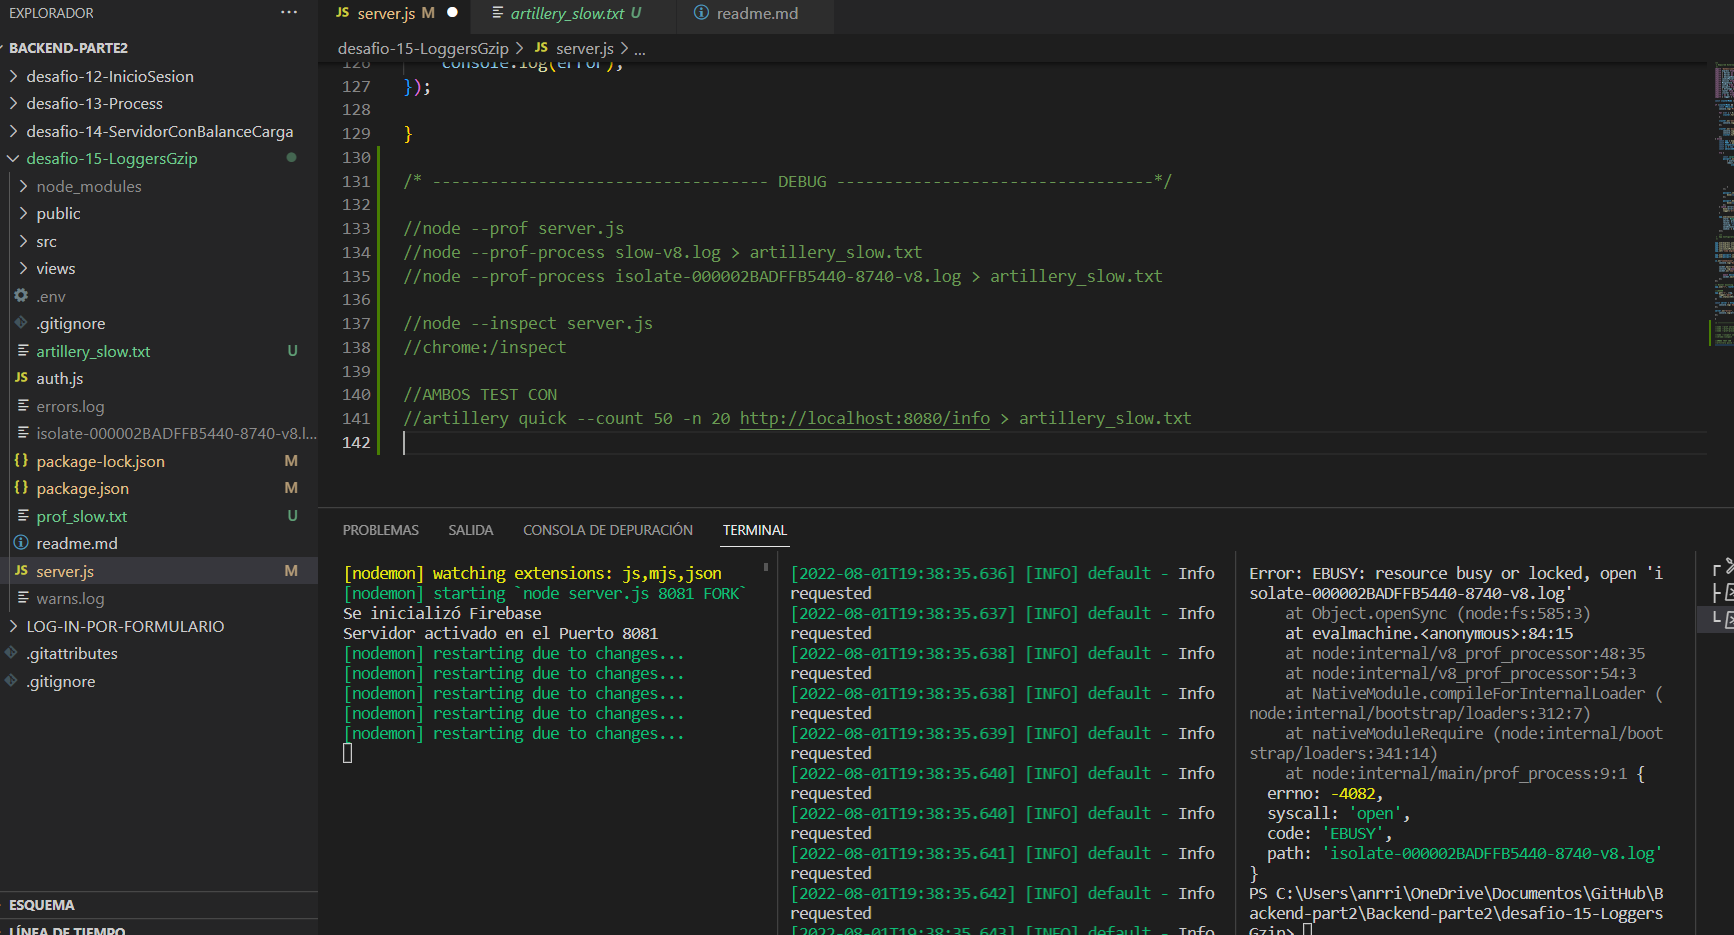 EXPLORADOR
···
BACKEND-PARTE2
desafio-12-InicioSesion
desafio-13-Process
desafio-14-ServidorConBalanceCarga
desafio-15-LoggersGzip
node_modules
public
src
views
.env
.gitignore
artillery_slow.txt U
auth.js
errors.log
isolate-000002BADFFB5440-8740-v8.l...
package-lock.json M
package.json M
prof_slow.txt U
readme.md
server.js M
warns.log
LOG-IN-POR-FORMULARIO
.gitattributes
.gitignore
ESQUEMA
LÍNEA DE TIEMPO
JS server.js M
artillery_slow.txt U
readme.md
desafio-15-LoggersGzip > JS server.js > ...
126 console.log(error);
127 });
128
129 }
130
131 /* ----------------------------------- DEBUG ---------------------------------*/
132
133 //node --prof server.js
134 //node --prof-process slow-v8.log > artillery_slow.txt
135 //node --prof-process isolate-000002BADFFB5440-8740-v8.log > artillery_slow.txt
136
137 //node --inspect server.js
138 //chrome:/inspect
139
140 //AMBOS TEST CON
141 //artillery quick --count 50 -n 20 http://localhost:8080/info > artillery_slow.txt
142
PROBLEMAS SALIDA CONSOLA DE DEPURACIÓN TERMINAL
[nodemon] watching extensions: js,mjs,json
[nodemon] starting `node server.js 8081 FORK`
Se inicializó Firebase
Servidor activado en el Puerto 8081
[nodemon] restarting due to changes...
[nodemon] restarting due to changes...
[nodemon] restarting due to changes...
[nodemon] restarting due to changes...
[nodemon] restarting due to changes...
[2022-08-01T19:38:35.636] [INFO] default - Info
requested
[2022-08-01T19:38:35.637] [INFO] default - Info
requested
[2022-08-01T19:38:35.638] [INFO] default - Info
requested
[2022-08-01T19:38:35.638] [INFO] default - Info
requested
[2022-08-01T19:38:35.639] [INFO] default - Info
requested
[2022-08-01T19:38:35.640] [INFO] default - Info
requested
[2022-08-01T19:38:35.640] [INFO] default - Info
requested
[2022-08-01T19:38:35.641] [INFO] default - Info
requested
[2022-08-01T19:38:35.642] [INFO] default - Info
requested
[2022-08-01T19:38:35.643] [INFO] default - Info
Error: EBUSY: resource busy or locked, open 'i
solate-000002BADFFB5440-8740-v8.log'
at Object.openSync (node:fs:585:3)
at evalmachine.<anonymous>:84:15
at node:internal/v8_prof_processor:48:35
at node:internal/v8_prof_processor:54:3
at NativeModule.compileForInternalLoader (
node:internal/bootstrap/loaders:312:7)
at nativeModuleRequire (node:internal/boot
strap/loaders:341:14)
at node:internal/main/prof_process:9:1 {
errno: -4082,
syscall: 'open',
code: 'EBUSY',
path: 'isolate-000002BADFFB5440-8740-v8.log'
}
PS C:\Users\anrri\OneDrive\Documentos\GitHub\B
ackend-part2\Backend-parte2\desafio-15-Loggers
Gzip>